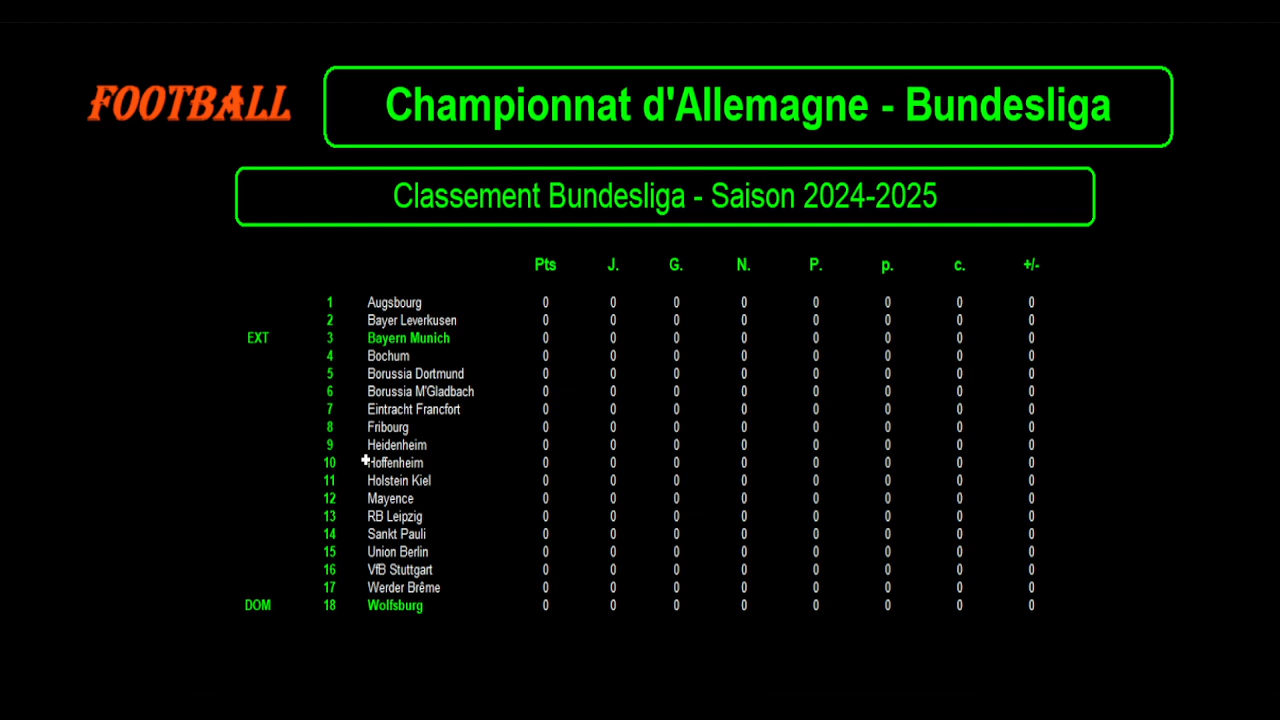 FOOTBALL Championnat d'Allemagne - Bundesliga
Classement Bundesliga - Saison 2024-2025
Pts J. G. N. P. p. c. +/-
1 Augsbourg 0 0 0 0 0 0 0 0
2 Bayer Leverkusen 0 0 0 0 0 0 0 0
EXT 3 Bayern Munich 0 0 0 0 0 0 0 0
4 Bochum 0 0 0 0 0 0 0 0
5 Borussia Dortmund 0 0 0 0 0 0 0 0
6 Borussia M'Gladbach 0 0 0 0 0 0 0 0
7 Eintracht Francfort 0 0 0 0 0 0 0 0
8 Fribourg 0 0 0 0 0 0 0 0
9 Heidenheim 0 0 0 0 0 0 0 0
10 Hoffenheim 0 0 0 0 0 0 0 0
11 Holstein Kiel 0 0 0 0 0 0 0 0
12 Mayence 0 0 0 0 0 0 0 0
13 RB Leipzig 0 0 0 0 0 0 0 0
14 Sankt Pauli 0 0 0 0 0 0 0 0
15 Union Berlin 0 0 0 0 0 0 0 0
16 VfB Stuttgart 0 0 0 0 0 0 0 0
17 Werder Brême 0 0 0 0 0 0 0 0
DOM 18 Wolfsburg 0 0 0 0 0 0 0 0